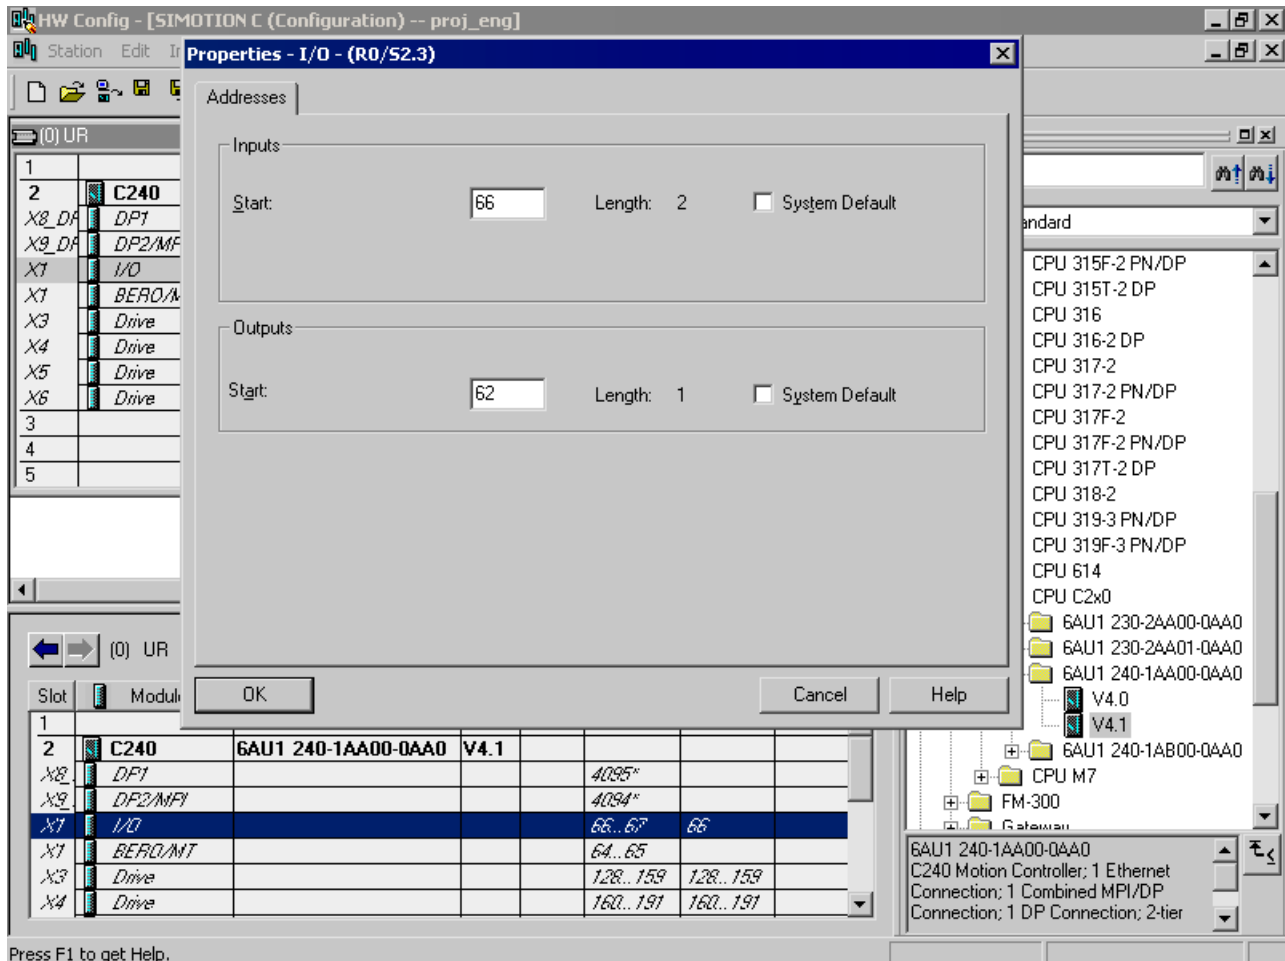 HW Config - [SIMOTION C (Configuration) -- proj_eng]
Station Edit
Properties - I/O - (R0/S2.3)
Addresses
Inputs
Start: 66 Length: 2 System Default
Outputs
Start: 62 Length: 1 System Default
OK Cancel Help
(0) UR
1
2 C240
X8_DP DP1
X9_DP DP2/MP
X1 I/O
X1 BERO/M
X3 Drive
X4 Drive
X5 Drive
X6 Drive
3
4
5
andard
CPU 315F-2 PN/DP
CPU 315T-2 DP
CPU 316
CPU 316-2 DP
CPU 317-2
CPU 317-2 PN/DP
CPU 317F-2
CPU 317F-2 PN/DP
CPU 317T-2 DP
CPU 318-2
CPU 319-3 PN/DP
CPU 319F-3 PN/DP
CPU 614
CPU C2x0
6AU1 230-2AA00-0AA0
6AU1 230-2AA01-0AA0
6AU1 240-1AA00-0AA0
V4.0
V4.1
6AU1 240-1AB00-0AA0
CPU M7
FM-300
Gateway
(0) UR
Slot Modul
1
2 C240 6AU1 240-1AA00-0AA0 V4.1
X8 DP1 4095*
X9 DP2/MPI 4094*
X1 I/O 66..67 66
X1 BERO/MT 64..65
X3 Drive 128..159 128..159
X4 Drive 160..191 160..191
6AU1 240-1AA00-0AA0
C240 Motion Controller; 1 Ethernet
Connection; 1 Combined MPI/DP
Connection; 1 DP Connection; 2-tier
Press F1 to get Help.